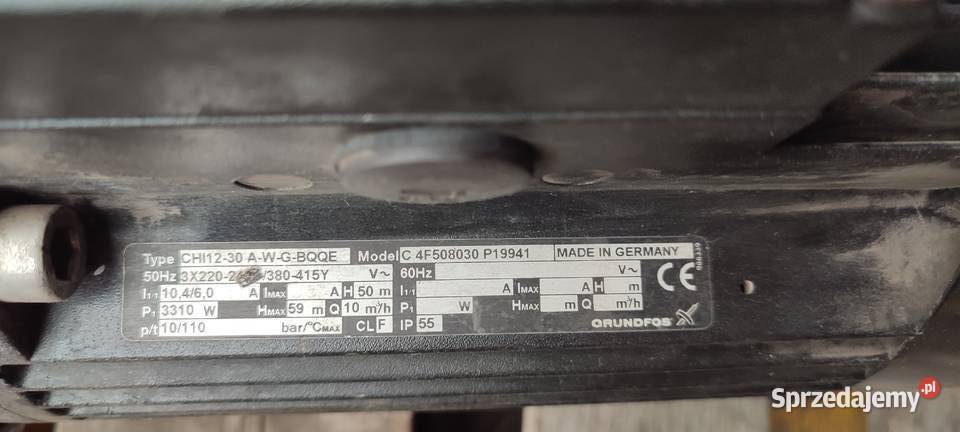 Type CHI12-30 A-W-G-BQQE Model C 4F508030 P19941 MADE IN GERMANY
50Hz 3X220- /380-415Y V~ 60Hz V~
I1/1 10,4/6,0 A IMAX A H 50 m I1/1 A IMAX A H m
P1 3310 W HMAX 59 m Q 10 m³/h P1 W HMAX m Q m³/h
p/t 10/110 bar/°CMAX CL F IP 55 GRUNDFOS
CE
Sprzedajemy.pl